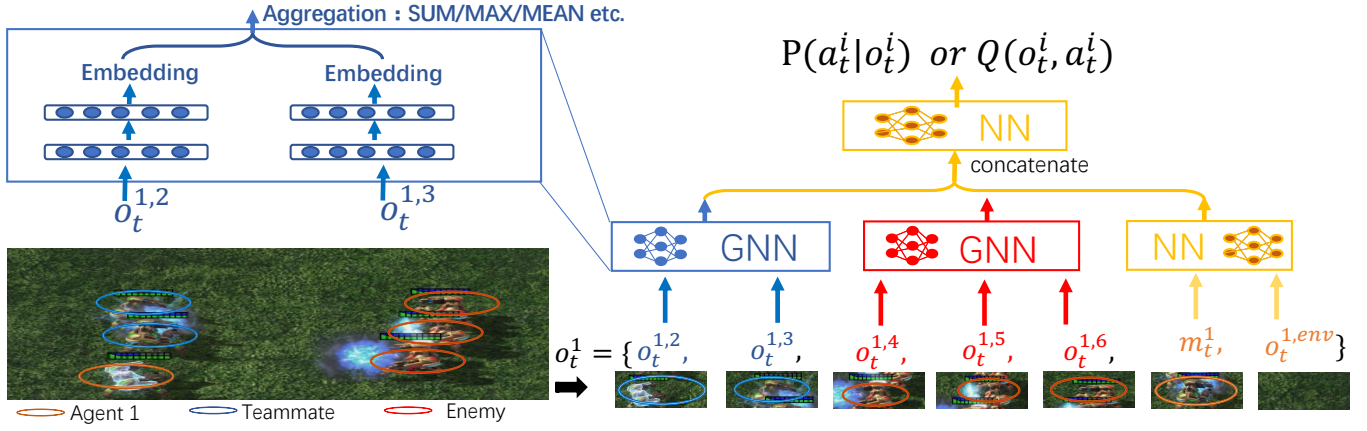 Aggregation : SUM/MAX/MEAN etc.
Embedding Embedding
o_t^{1,2} o_t^{1,3}
P(a_t^i|o_t^i) or Q(o_t^i, a_t^i)
NN
concatenate
GNN GNN NN
o_t^1 = {o_t^{1,2}, o_t^{1,3}, o_t^{1,4}, o_t^{1,5}, o_t^{1,6}, m_t^1, o_t^{1,env}}
Agent 1 Teammate Enemy